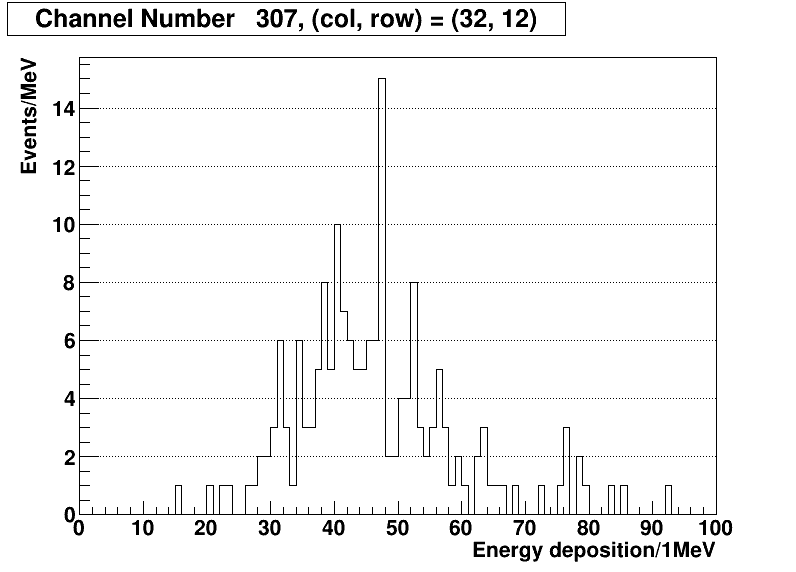 Channel Number 307, (col, row) = (32, 12)
Events/MeV
14
12
10
8
6
4
2
0
0 10 20 30 40 50 60 70 80 90 100
Energy deposition/1MeV